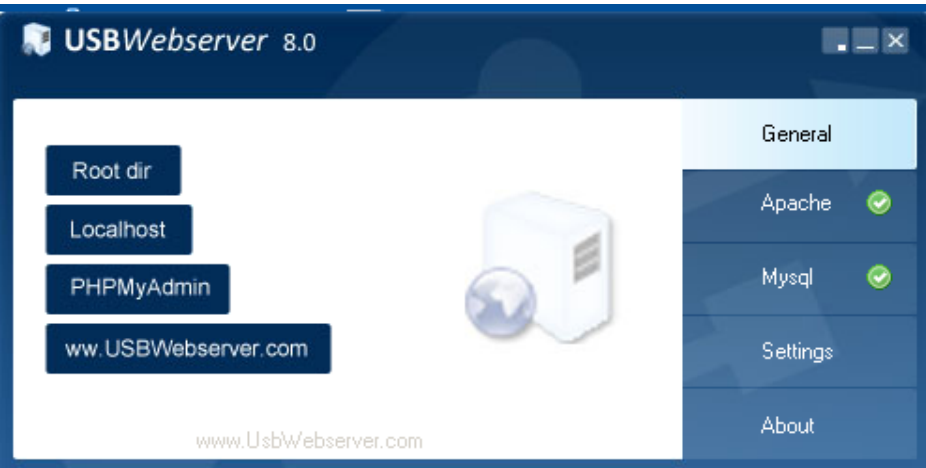 USBWebserver 8.0
General
Root dir
Apache
Localhost
Mysql
PHPMyAdmin
ww.USBWebserver.com
Settings
About
www.UsbWebserver.com